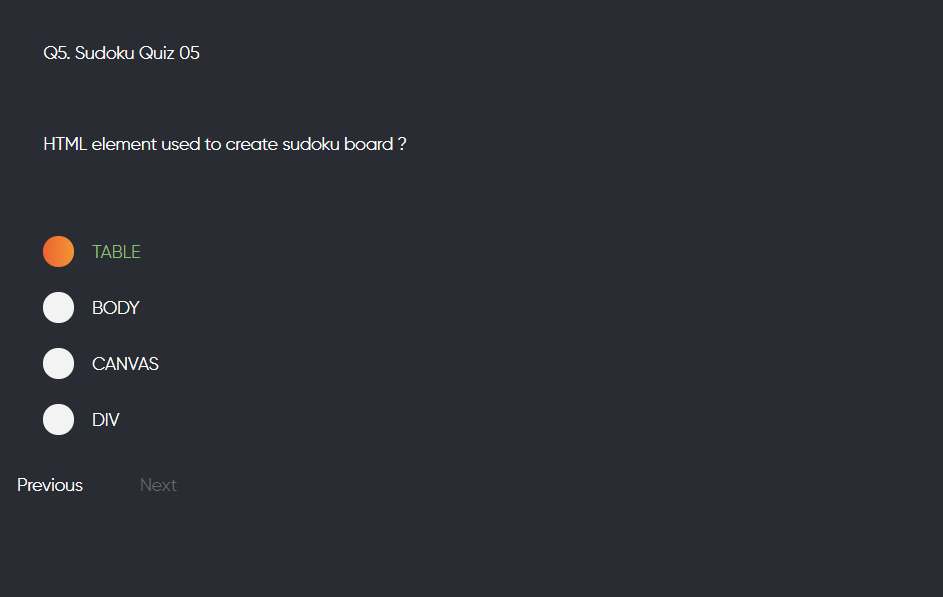 Q5. Sudoku Quiz 05
HTML element used to create sudoku board ?
TABLE
BODY
CANVAS
DIV
Previous Next